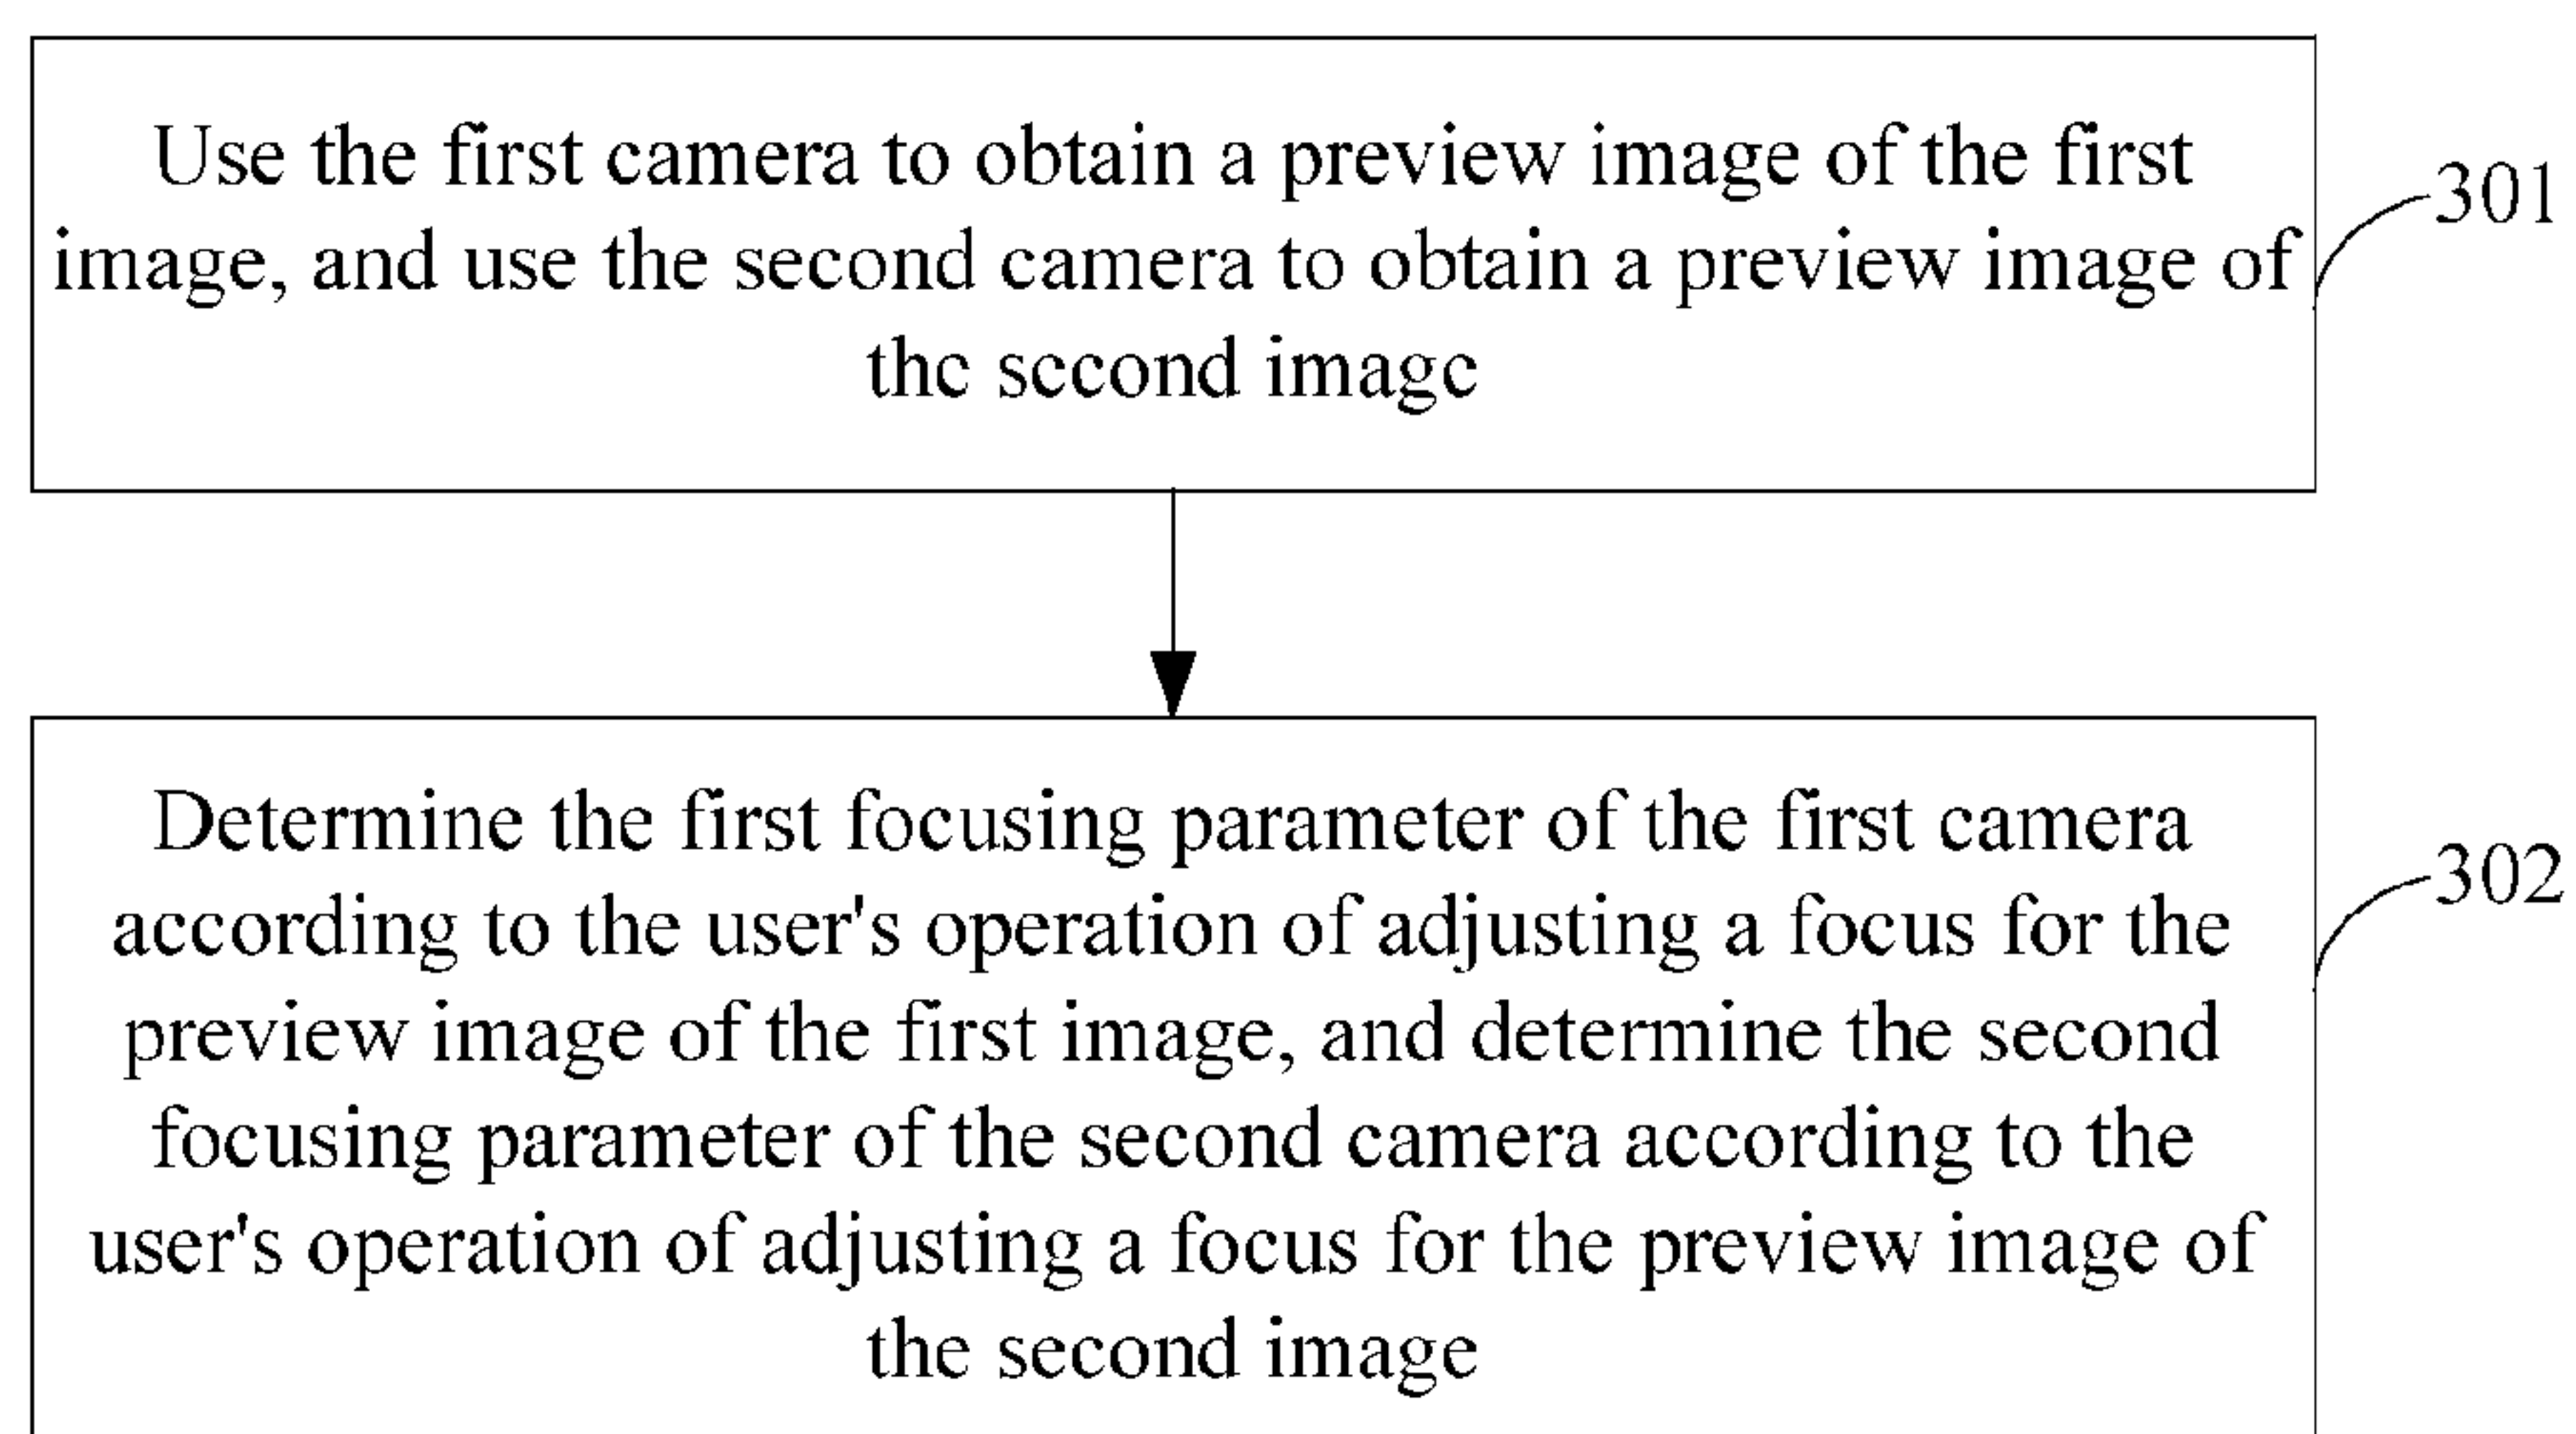 Use the first camera to obtain a preview image of the first
image, and use the second camera to obtain a preview image of
the second image
301
Determine the first focusing parameter of the first camera
according to the user's operation of adjusting a focus for the
preview image of the first image, and determine the second
focusing parameter of the second camera according to the
user's operation of adjusting a focus for the preview image of
the second image
302